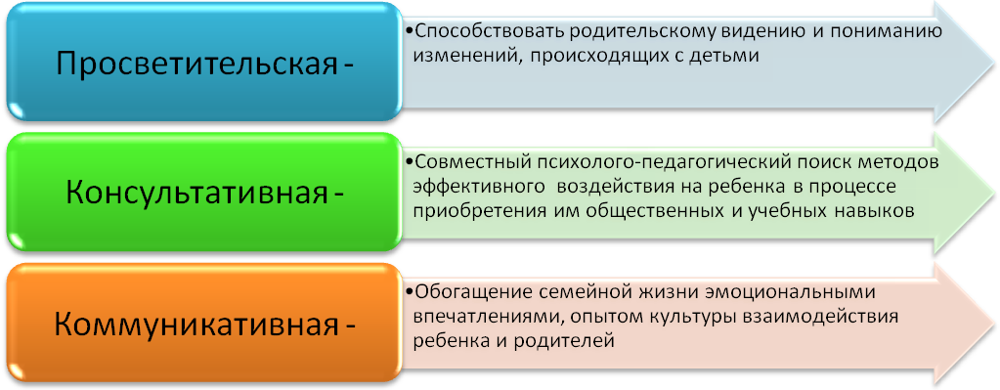 Просветительская -
•Способствовать родительскому видению и пониманию
изменений, происходящих с детьми
Консультативная -
•Совместный психолого-педагогический поиск методов
эффективного воздействия на ребенка в процессе
приобретения им общественных и учебных навыков
Коммуникативная -
•Обогащение семейной жизни эмоциональными
впечатлениями, опытом культуры взаимодействия
ребенка и родителей